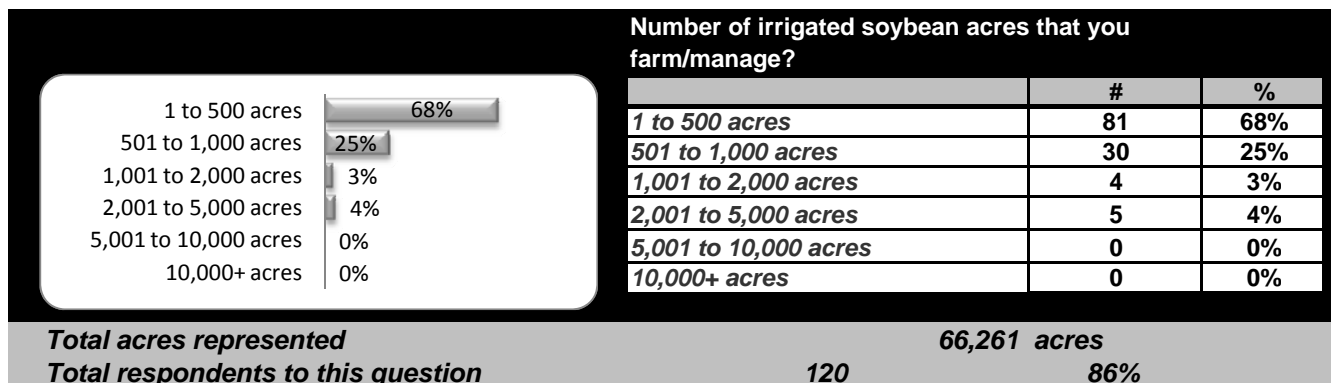 Number of irrigated soybean acres that you
farm/manage?
1 to 500 acres 68%
501 to 1,000 acres 25%
1,001 to 2,000 acres 3%
2,001 to 5,000 acres 4%
5,001 to 10,000 acres 0%
10,000+ acres 0%
# %
1 to 500 acres 81 68%
501 to 1,000 acres 30 25%
1,001 to 2,000 acres 4 3%
2,001 to 5,000 acres 5 4%
5,001 to 10,000 acres 0 0%
10,000+ acres 0 0%
Total acres represented 66,261 acres
Total respondents to this question 120 86%